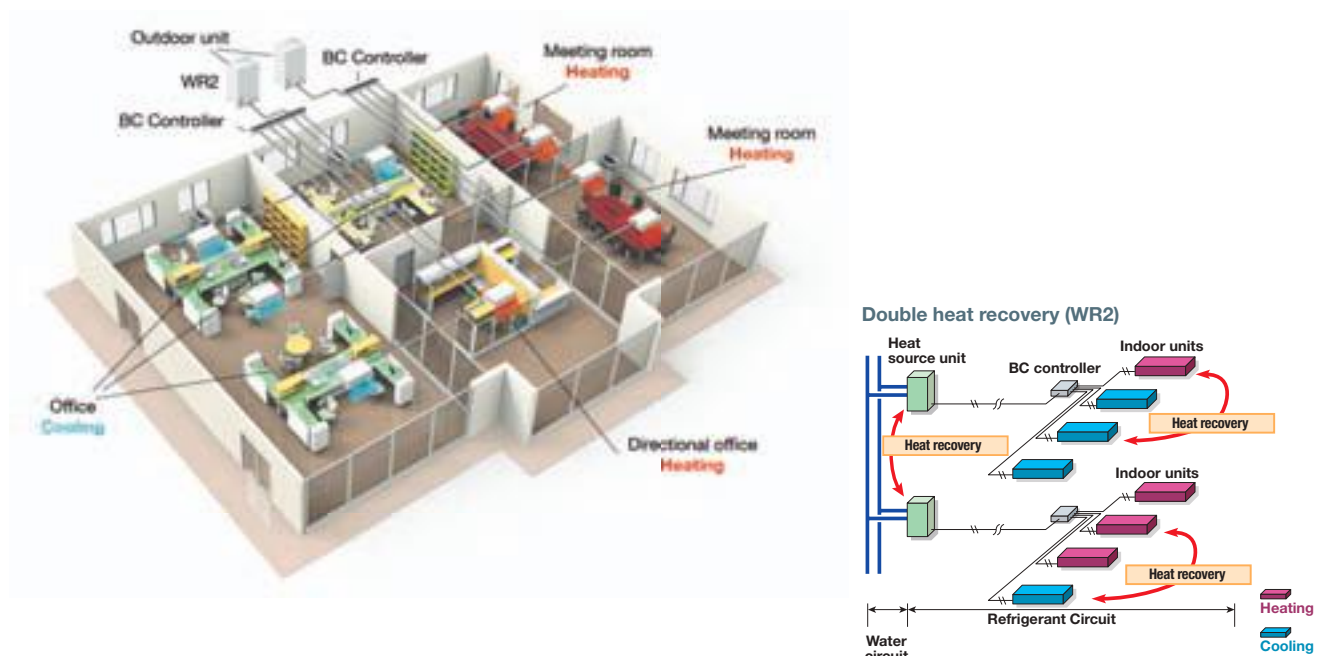 Outdoor unit
BC Controller
WR2
BC Controller
Meeting room
Heating
Meeting room
Heating
Office
Cooling
Directional office
Heating
Double heat recovery (WR2)
Heat
source unit
BC controller
Indoor units
Heat recovery
Heat recovery
Indoor units
Heat recovery
Refrigerant Circuit
Water
circuit
Heating
Cooling